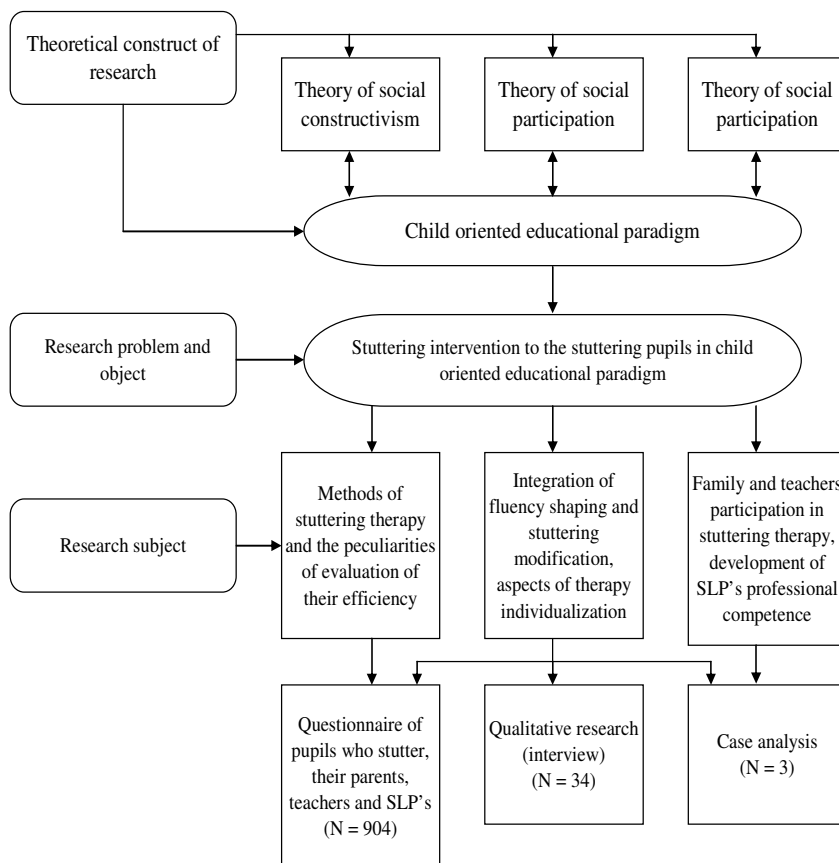 Theoretical construct of
research
Theory of social
constructivism
Theory of social
participation
Theory of social
participation
Child oriented educational paradigm
Research problem and
object
Stuttering intervention to the stuttering pupils in child
oriented educational paradigm
Research subject
Methods of
stuttering therapy
and the peculiarities
of evaluation of
their efficiency
Integration of
fluency shaping and
stuttering
modification,
aspects of therapy
individualization
Family and teachers
participation in
stuttering therapy,
development of
SLP's professional
competence
Questionnaire of
pupils who stutter,
their parents,
teachers and SLP's
(N = 904)
Qualitative research
(interview)
(N = 34)
Case analysis
(N = 3)